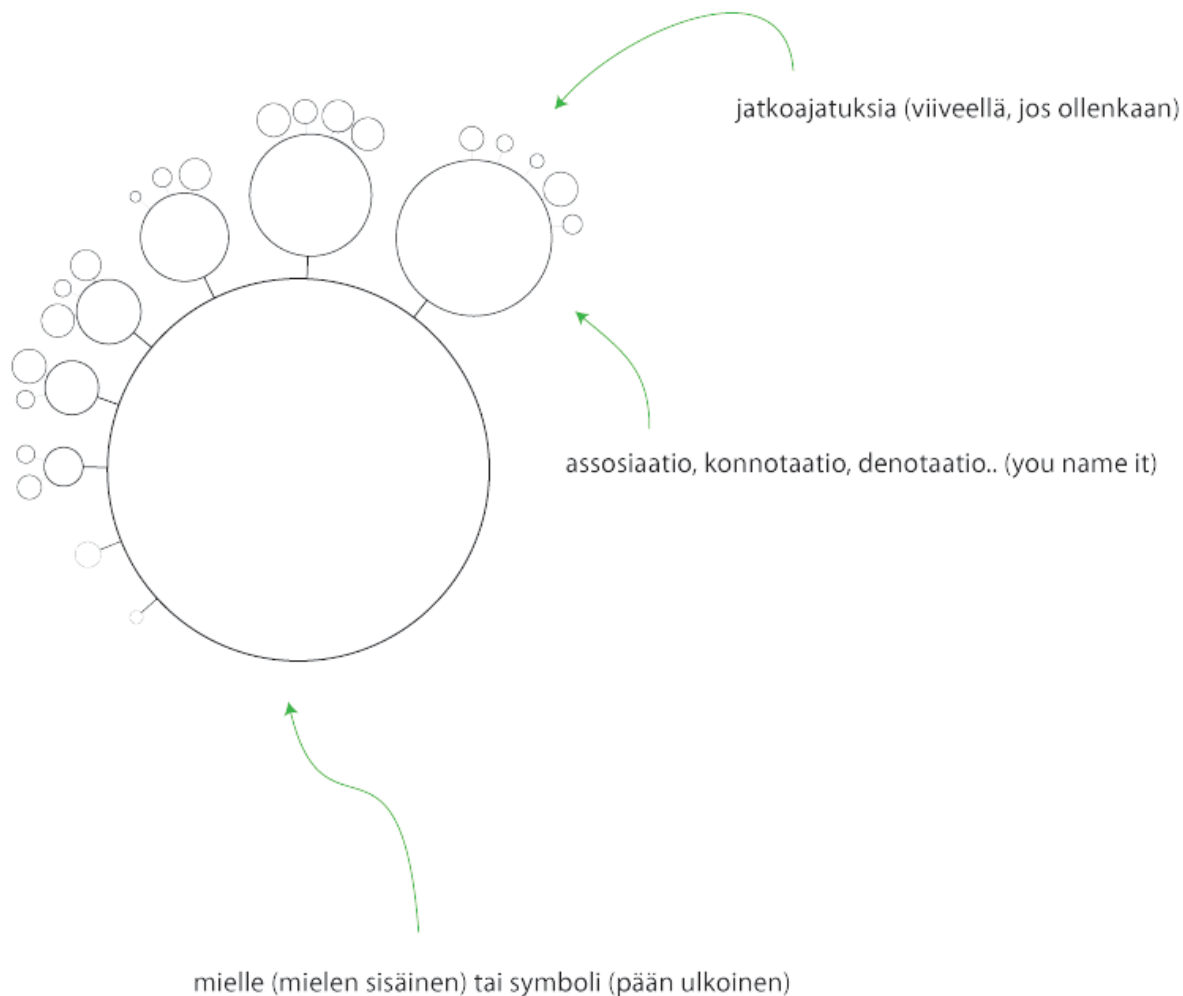 jatkoajatuksia (viiveellä, jos ollenkaan)
assosiaatio, konnotaatio, denotaatio.. (you name it)
mielle (mielen sisäinen) tai symboli (pään ulkoinen)